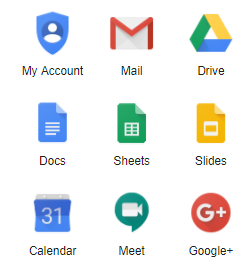 My Account Mail Drive
Docs Sheets Slides
31 G+
Calendar Meet Google+